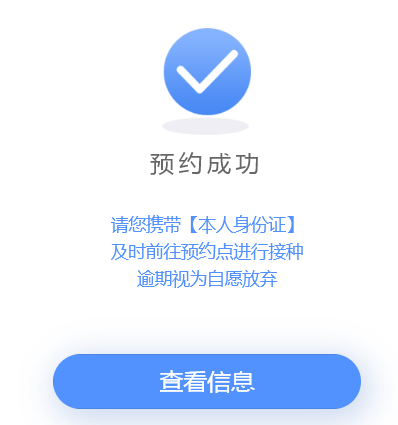 预约成功
请您携带【本人身份证】
及时前往预约点进行接种
逾期视为自愿放弃
查看信息